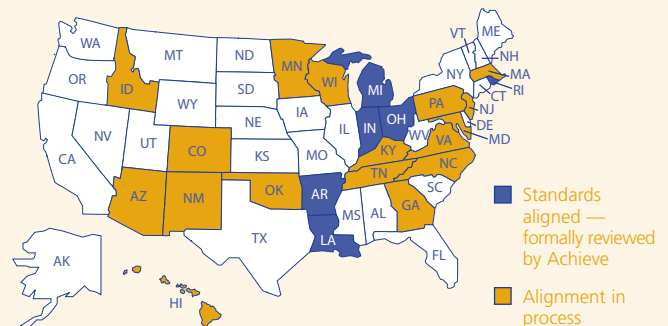 VT
ME
WA
NH
MT
ND
MN
MA
OR
NY
ID
WI
RI
SD
MI
CT
WY
PA
NJ
IA
OH
NE
DE
NV
IL
IN
WV
MD
UT
VA
CO
KS
MO
KY
CA
NC
TN
OK
AZ
NM
AR
SC
MS
AL
GA
TX
LA
FL
AK
HI
Standards
aligned —
formally reviewed
by Achieve
Alignment in
process